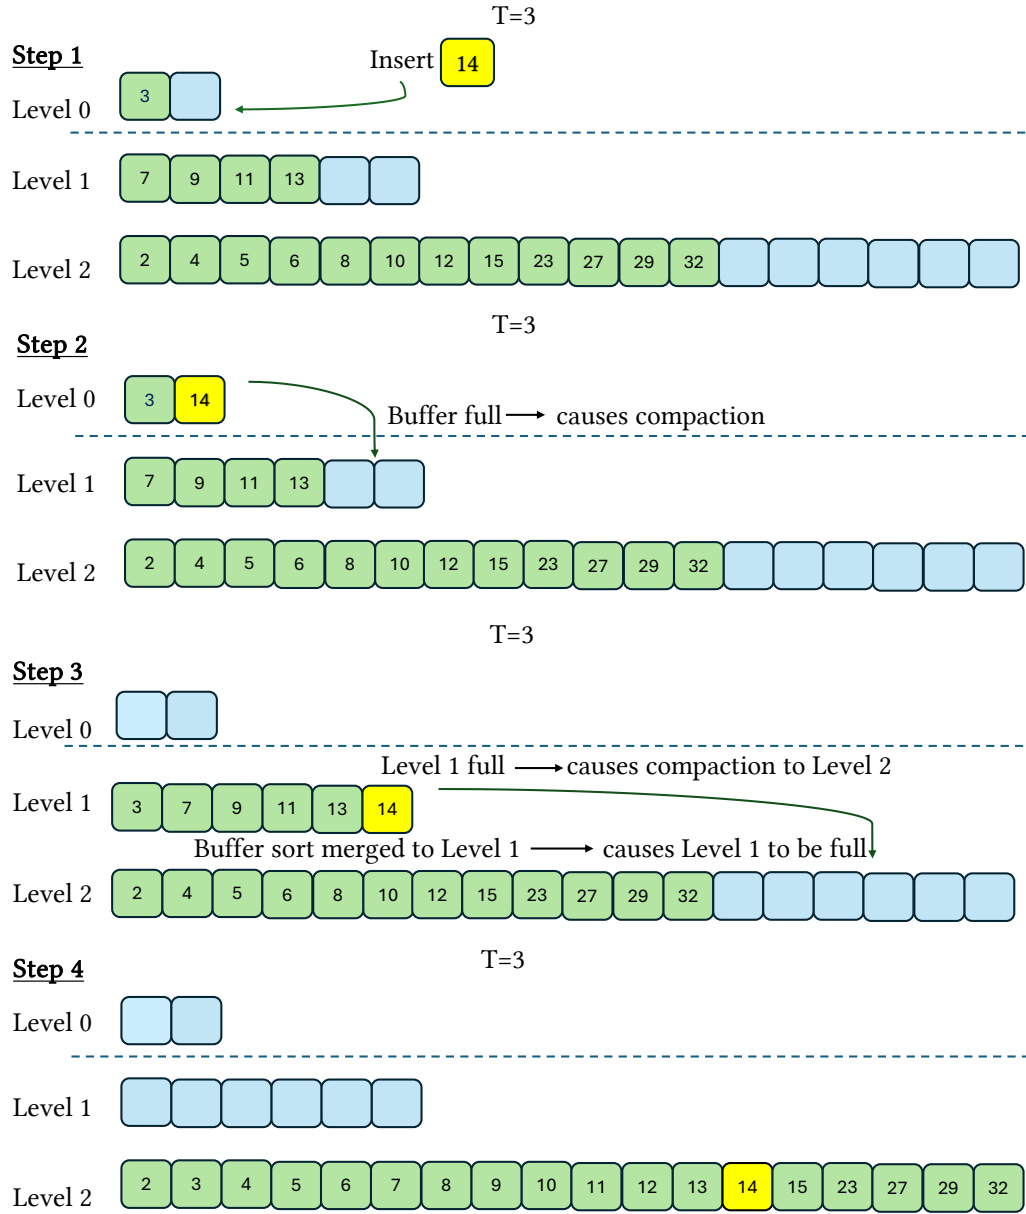 T=3
Step 1
Insert 14
3
Level 0
Level 1 7 9 11 13
Level 2 2 4 5 6 8 10 12 15 23 27 29 32
T=3
Step 2
Level 0 3 14
Buffer full causes compaction
Level 1 7 9 11 13
Level 2 2 4 5 6 8 10 12 15 23 27 29 32
T=3
Step 3
Level 0
Level 1 full causes compaction to Level 2
Level 1 3 7 9 11 13 14
Buffer sort merged to Level 1 causes Level 1 to be full
Level 2 2 4 5 6 8 10 12 15 23 27 29 32
T=3
Step 4
Level 0
Level 1
Level 2 2 3 4 5 6 7 8 9 10 11 12 13 14 15 23 27 29 32